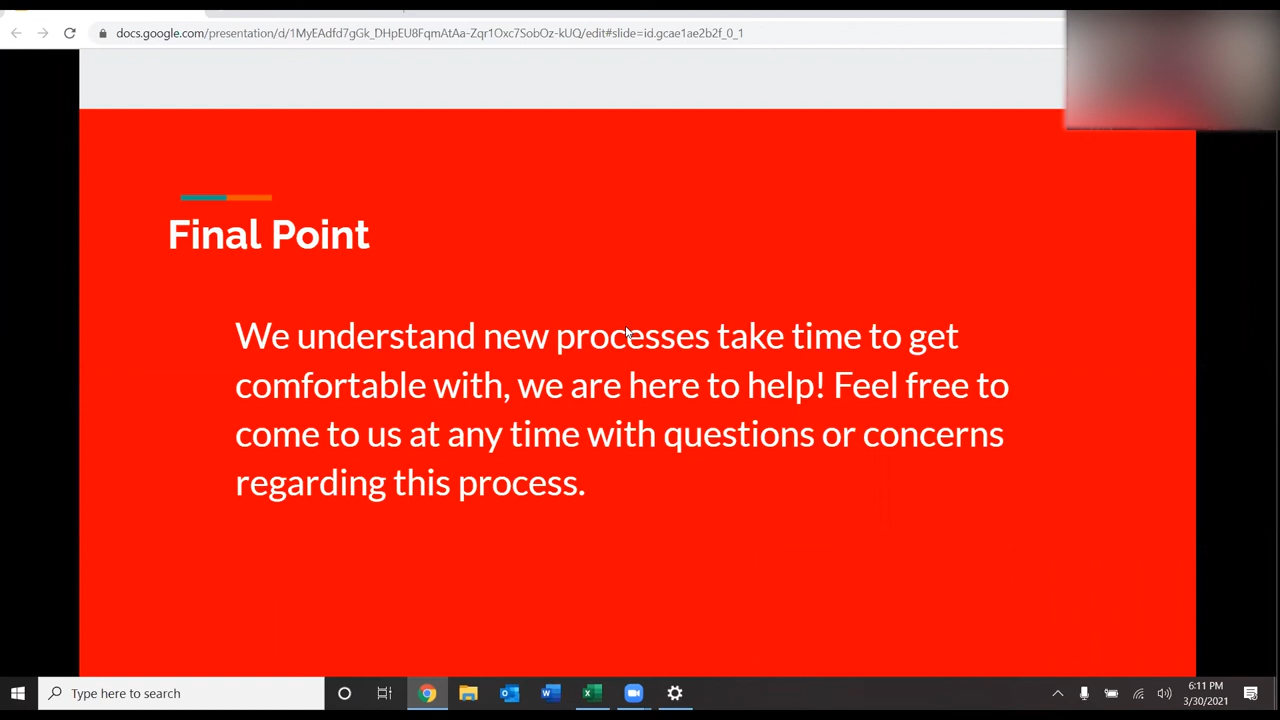 docs.google.com/presentation/d/1MyEAdfd7gGk_DHpEU8FqmAtAa-Zqr1Oxc7SobOz-kUQ/edit#slide=id.gcae1ae2b2f_0_1
Final Point
We understand new processes take time to get
comfortable with, we are here to help! Feel free to
come to us at any time with questions or concerns
regarding this process.
Type here to search
6:11 PM
3/30/2021